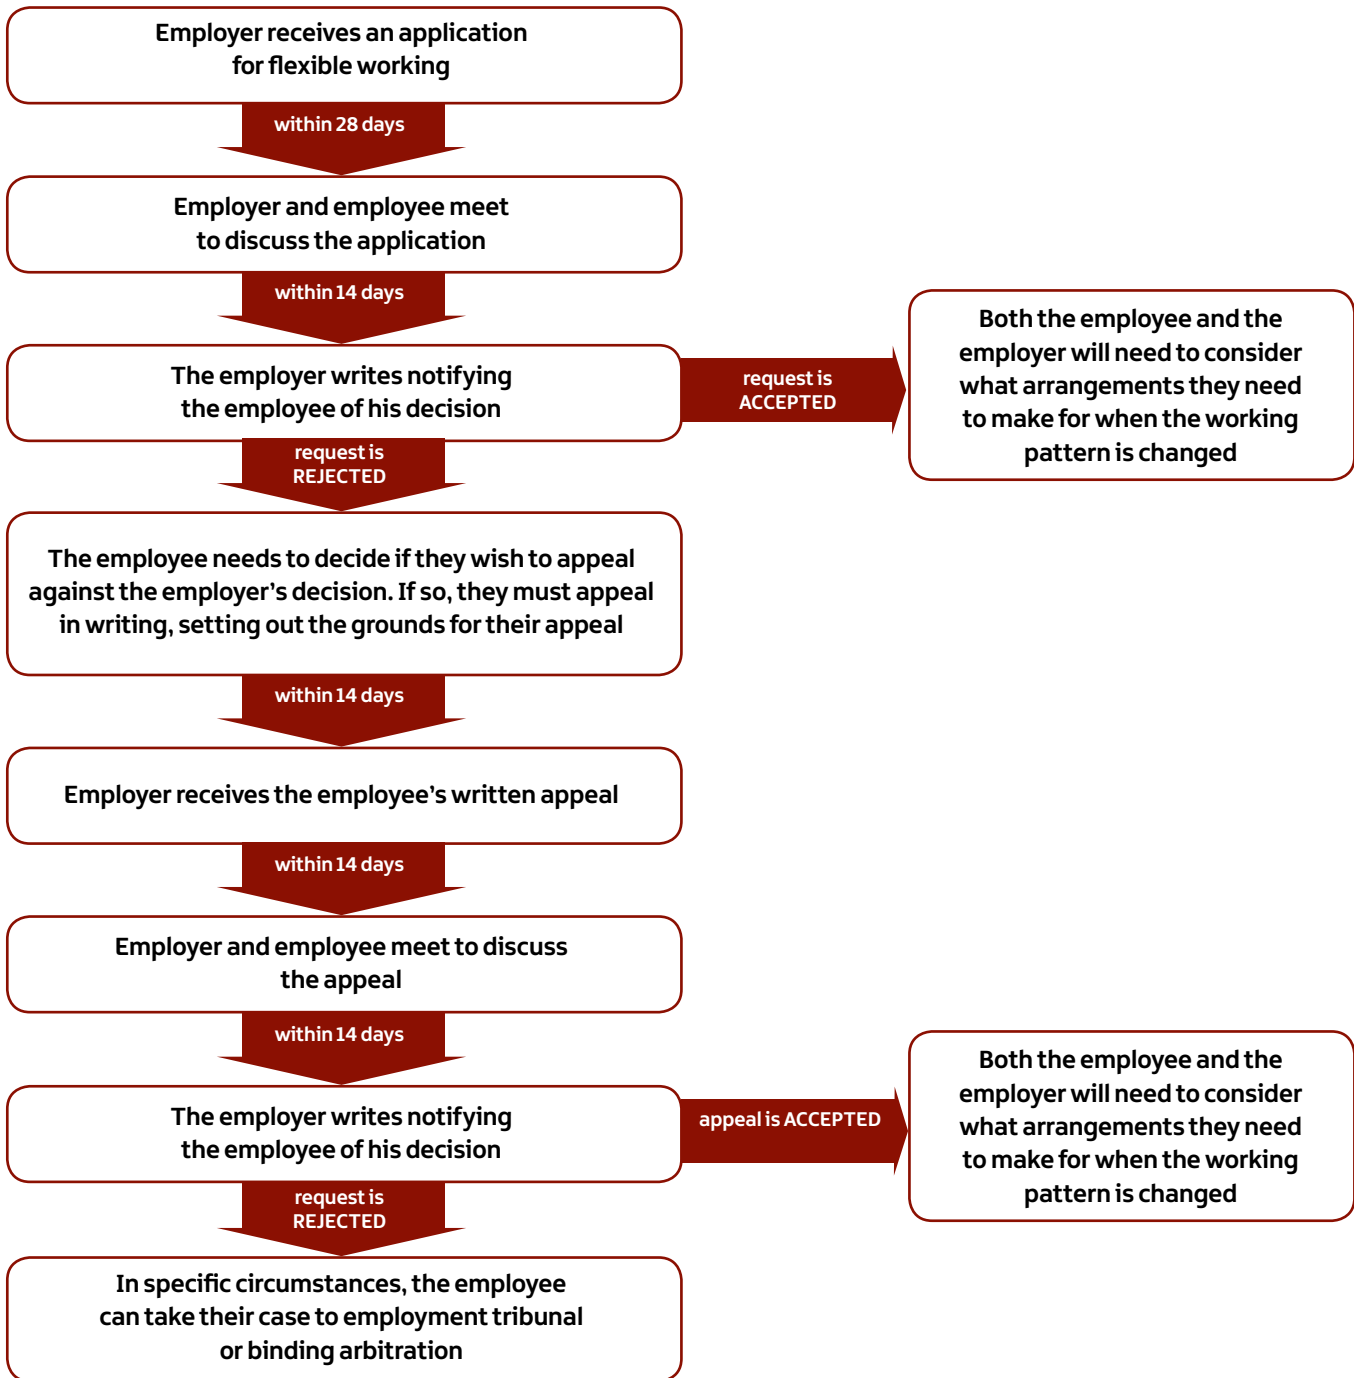 Employer receives an application
for flexible working
within 28 days
Employer and employee meet
to discuss the application
within 14 days
The employer writes notifying
the employee of his decision
request is
ACCEPTED
Both the employee and the
employer will need to consider
what arrangements they need
to make for when the working
pattern is changed
request is
REJECTED
The employee needs to decide if they wish to appeal
against the employer’s decision. If so, they must appeal
in writing, setting out the grounds for their appeal
within 14 days
Employer receives the employee’s written appeal
within 14 days
Employer and employee meet to discuss
the appeal
within 14 days
The employer writes notifying
the employee of his decision
appeal is ACCEPTED
Both the employee and the
employer will need to consider
what arrangements they need
to make for when the working
pattern is changed
request is
REJECTED
In specific circumstances, the employee
can take their case to employment tribunal
or binding arbitration